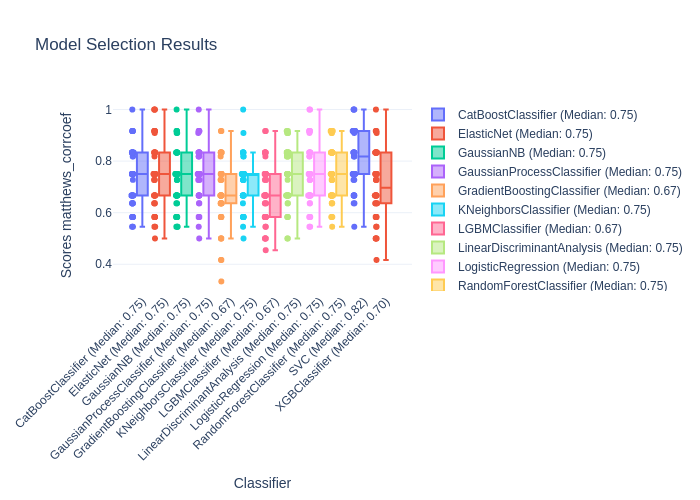 Model Selection Results
Scores matthews_corrcoef
1
0.8
0.6
0.4
CatBoostClassifier (Median: 0.75)
ElasticNet (Median: 0.75)
GaussianNB (Median: 0.75)
GaussianProcessClassifier (Median: 0.75)
GradientBoostingClassifier (Median: 0.67)
KNeighborsClassifier (Median: 0.75)
LGBMClassifier (Median: 0.67)
LinearDiscriminantAnalysis (Median: 0.75)
LogisticRegression (Median: 0.75)
RandomForestClassifier (Median: 0.75)
SVC (Median: 0.82)
XGBClassifier (Median: 0.70)
Classifier
CatBoostClassifier (Median: 0.75)
ElasticNet (Median: 0.75)
GaussianNB (Median: 0.75)
GaussianProcessClassifier (Median: 0.75)
GradientBoostingClassifier (Median: 0.67)
KNeighborsClassifier (Median: 0.75)
LGBMClassifier (Median: 0.67)
LinearDiscriminantAnalysis (Median: 0.75)
LogisticRegression (Median: 0.75)
RandomForestClassifier (Median: 0.75)